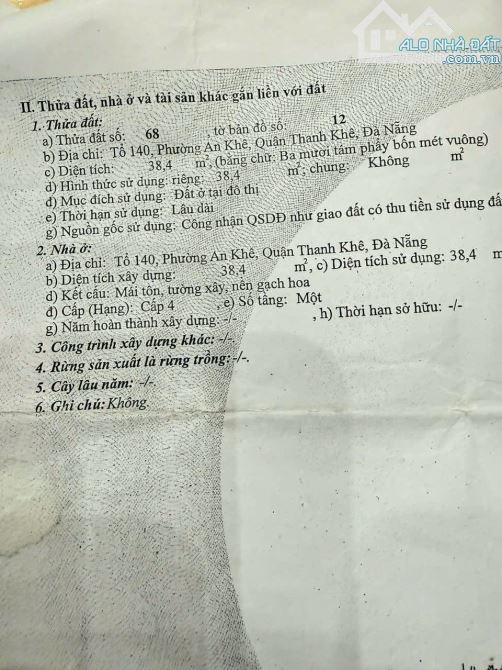 ALO NHÀ ĐẤT
.com.vn
II. Thửa đất, nhà ở và tài sản khác gắn liền với đất
1. Thửa đất:
a) Thửa đất số: 68 , tờ bản đồ số: 12
b) Địa chỉ: Tổ 140, Phường An Khê, Quận Thanh Khê, Đà Nẵng
c) Diện tích: 38,4 m², (bằng chữ: Ba mươi tám phẩy bốn mét vuông)
d) Hình thức sử dụng: riêng: 38,4 m²; chung: Không m²
đ) Mục đích sử dụng: Đất ở tại đô thị
e) Thời hạn sử dụng: Lâu dài
g) Nguồn gốc sử dụng: Công nhận QSDĐ như giao đất có thu tiền sử dụng đấ
2. Nhà ở:
a) Địa chỉ: Tổ 140, Phường An Khê, Quận Thanh Khê, Đà Nẵng
b) Diện tích xây dựng: 38,4 m², c) Diện tích sử dụng: 38,4 m
d) Kết cấu: Mái tôn, tường xây, nền gạch hoa
đ) Cấp (Hạng): Cấp 4 , e) Số tầng: Một
g) Năm hoàn thành xây dựng: -/- , h) Thời hạn sở hữu: -/-
3. Công trình xây dựng khác: -/-.
4. Rừng sản xuất là rừng trồng: -/-.
5. Cây lâu năm: -/-.
6. Ghi chú: Không.